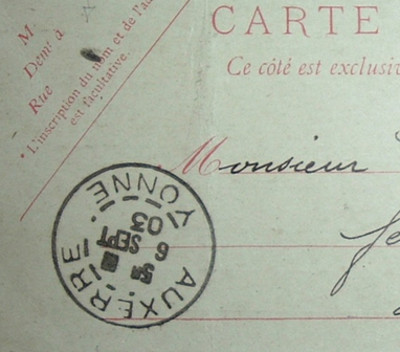 M
Demt à
Rue
* L'inscription du nom et de l'a
est facultative.
CARTE
Ce côté est exclusiv
Monsieur
AUXERRE
YONNE
6
SEPT
03